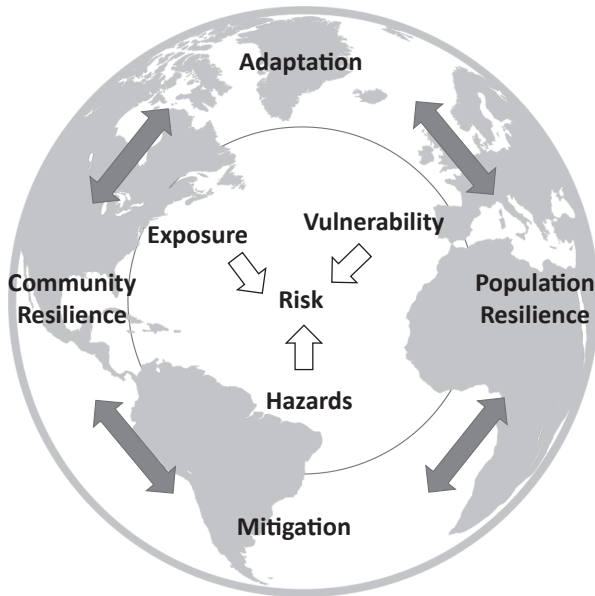 Adaptation
Exposure
Vulnerability
Community
Resilience
Risk
Population
Resilience
Hazards
Mitigation